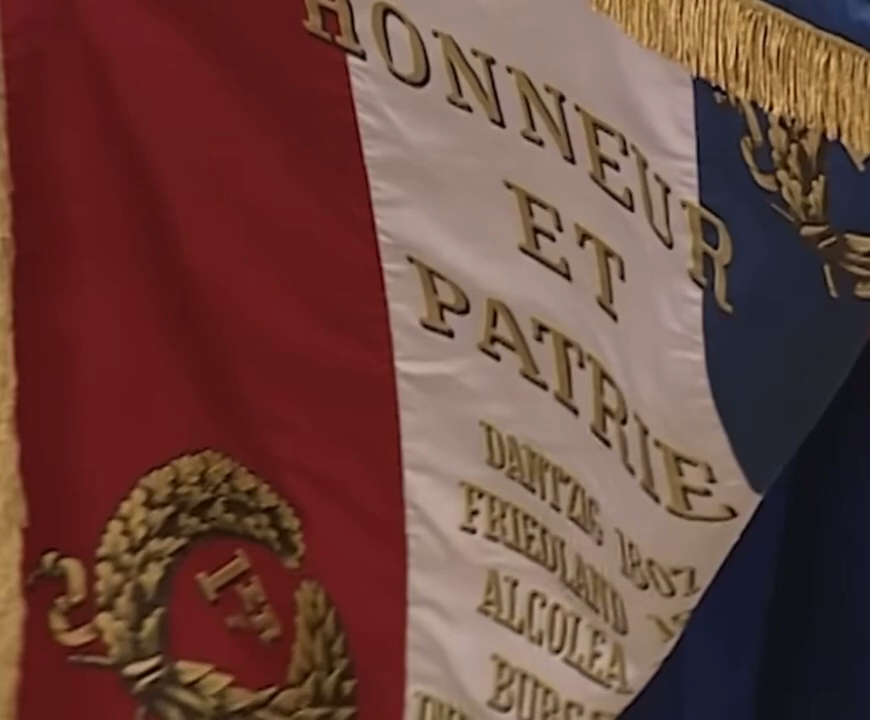 HONNEUR
ET
PATRIE
DANTZIG 1807
FRIEDLAND
ALCOLEA